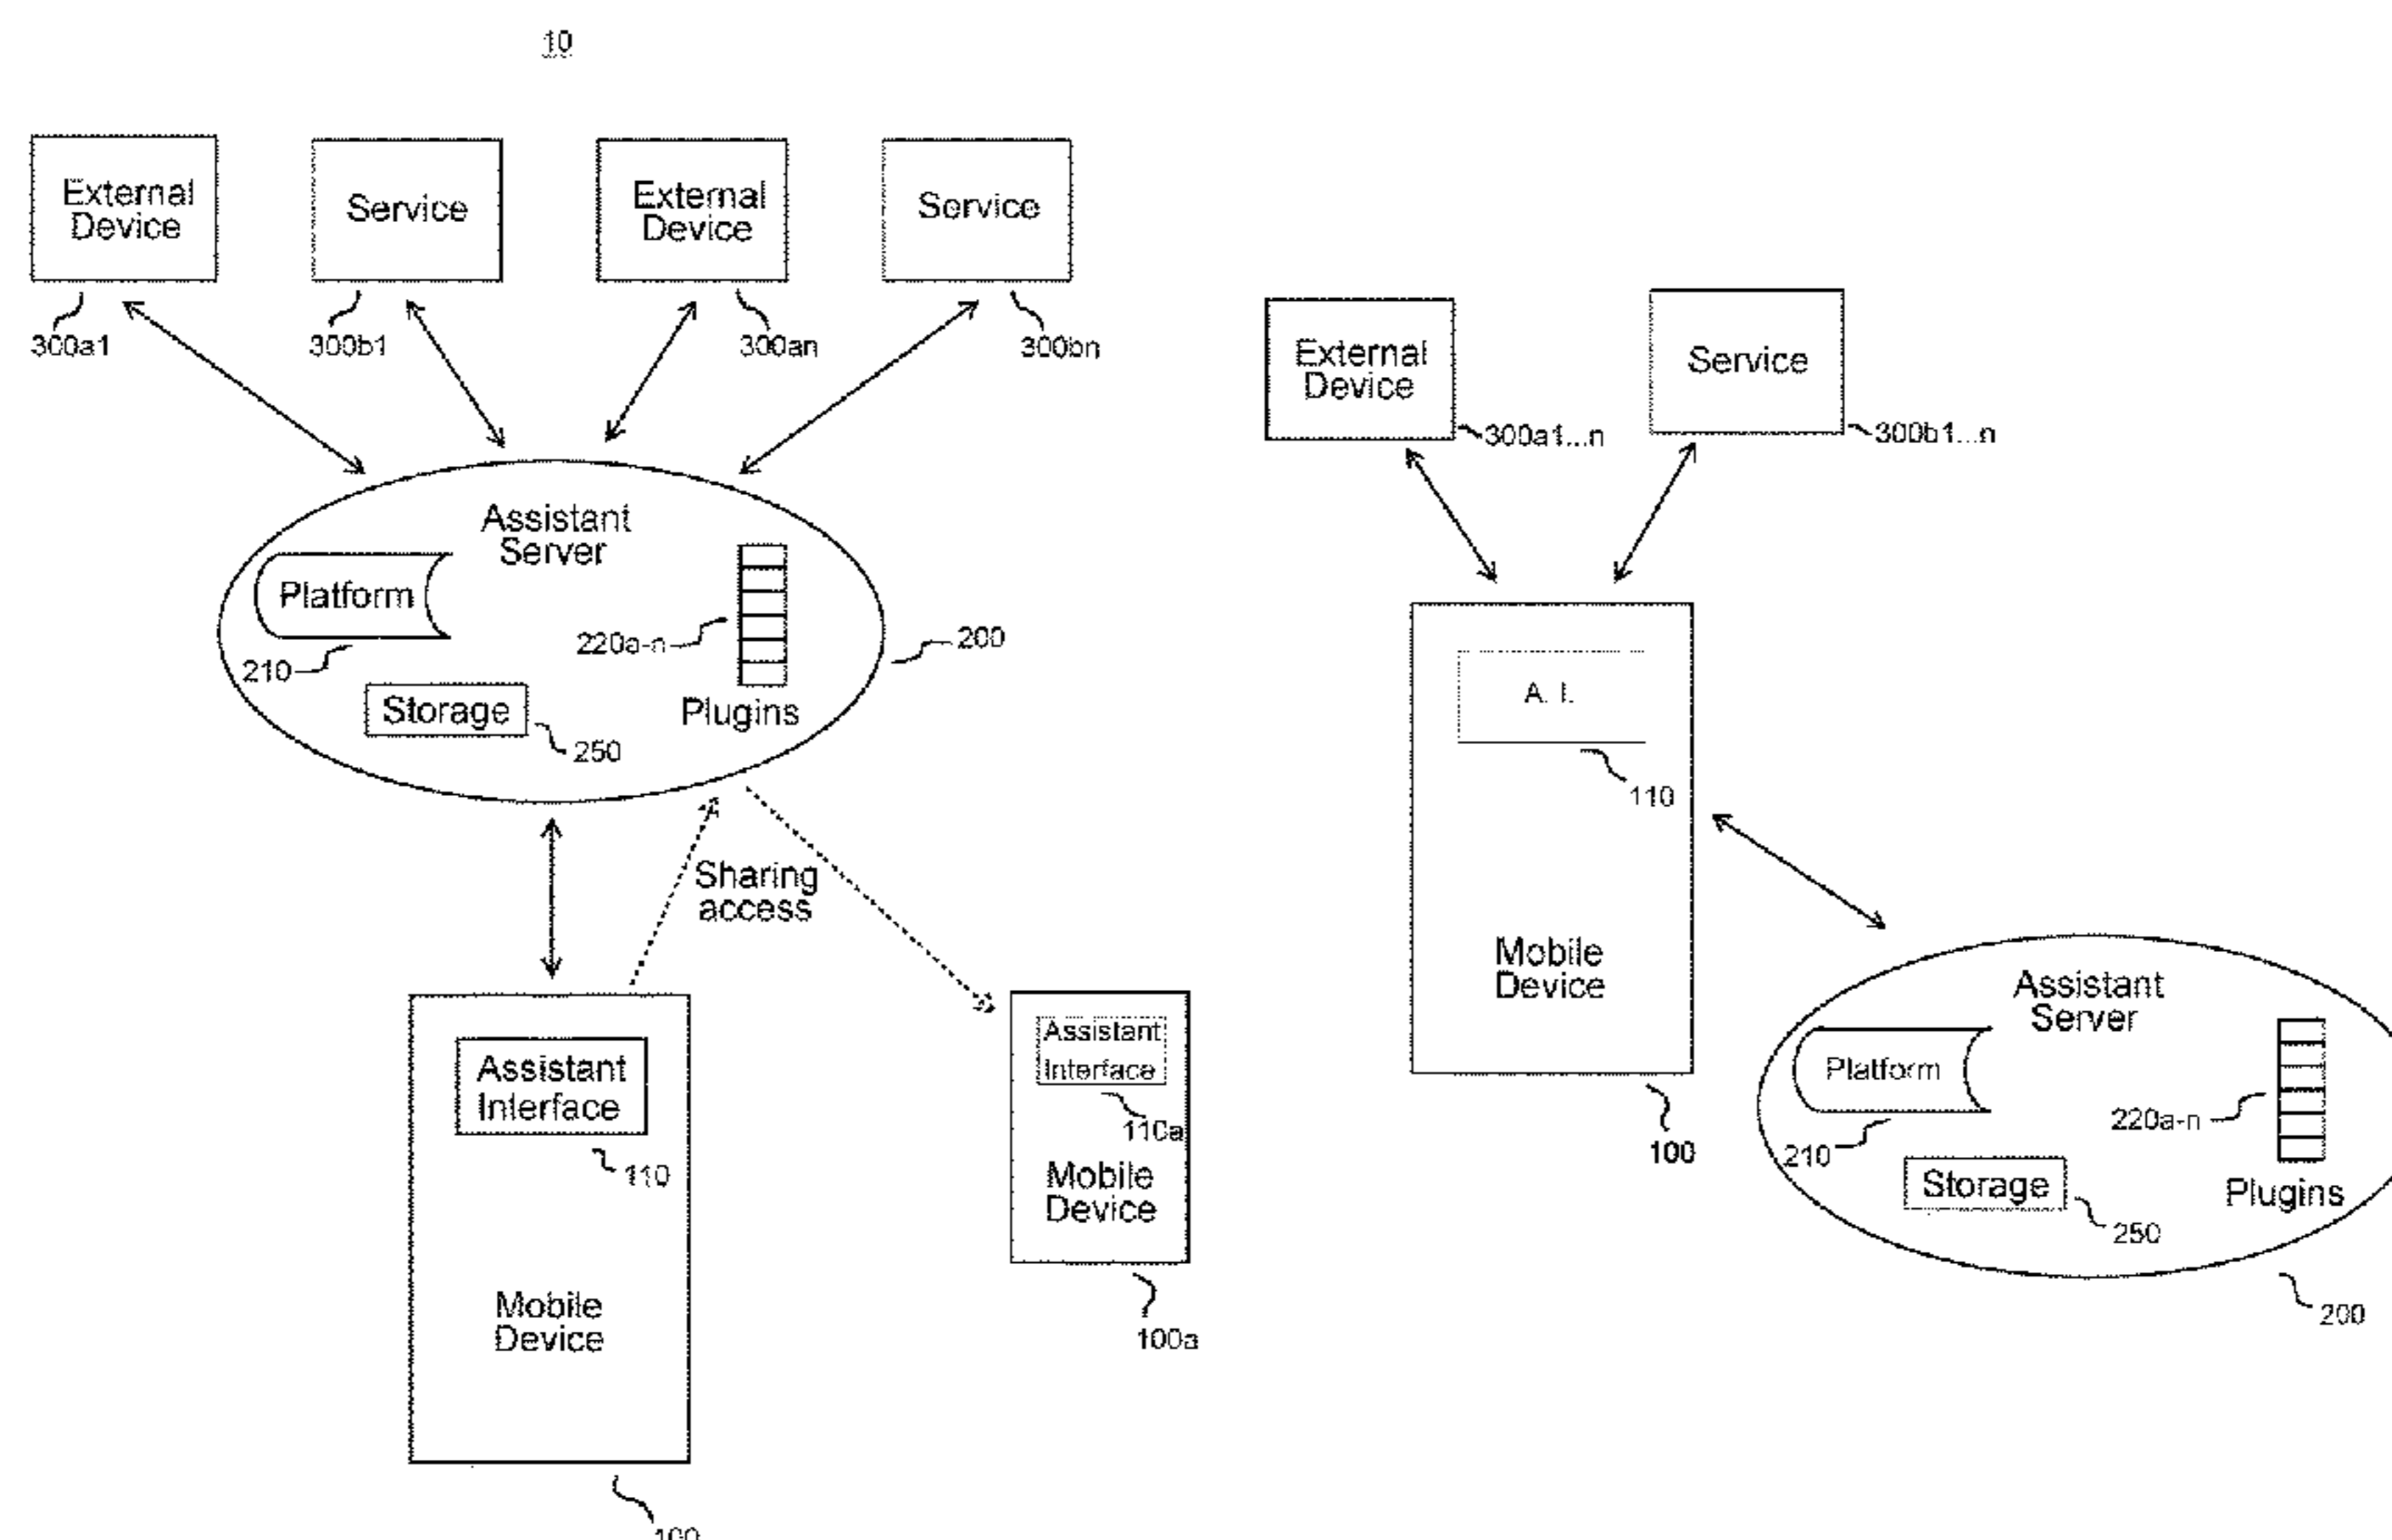 10
External
Device
Service
External
Device
Service
300a1
300b1
300an
300bn
Assistant
Server
Platform
210
220a-n
200
Storage
250
Plugins
Sharing
access
Assistant
Interface
110
Mobile
Device
100
Assistant
Interface
110a
Mobile
Device
100a
External
Device
300a1...n
Service
300b1...n
A. I.
110
Mobile
Device
100
Assistant
Server
Platform
210
220a-n
Storage
250
Plugins
200